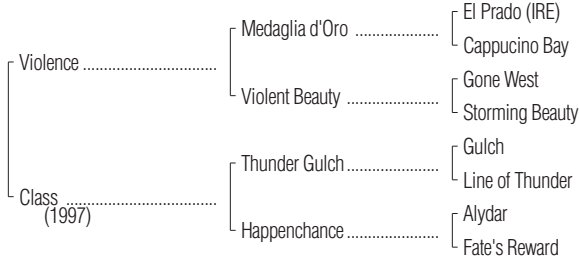 El Prado (IRE)
Medaglia d'Oro ....................
Cappucino Bay
Violence ................................
Gone West
Violent Beauty ......................
Storming Beauty
Gulch
Thunder Gulch ......................
Line of Thunder
Class .....................................
(1997)
Alydar
Happenchance ......................
Fate's Reward